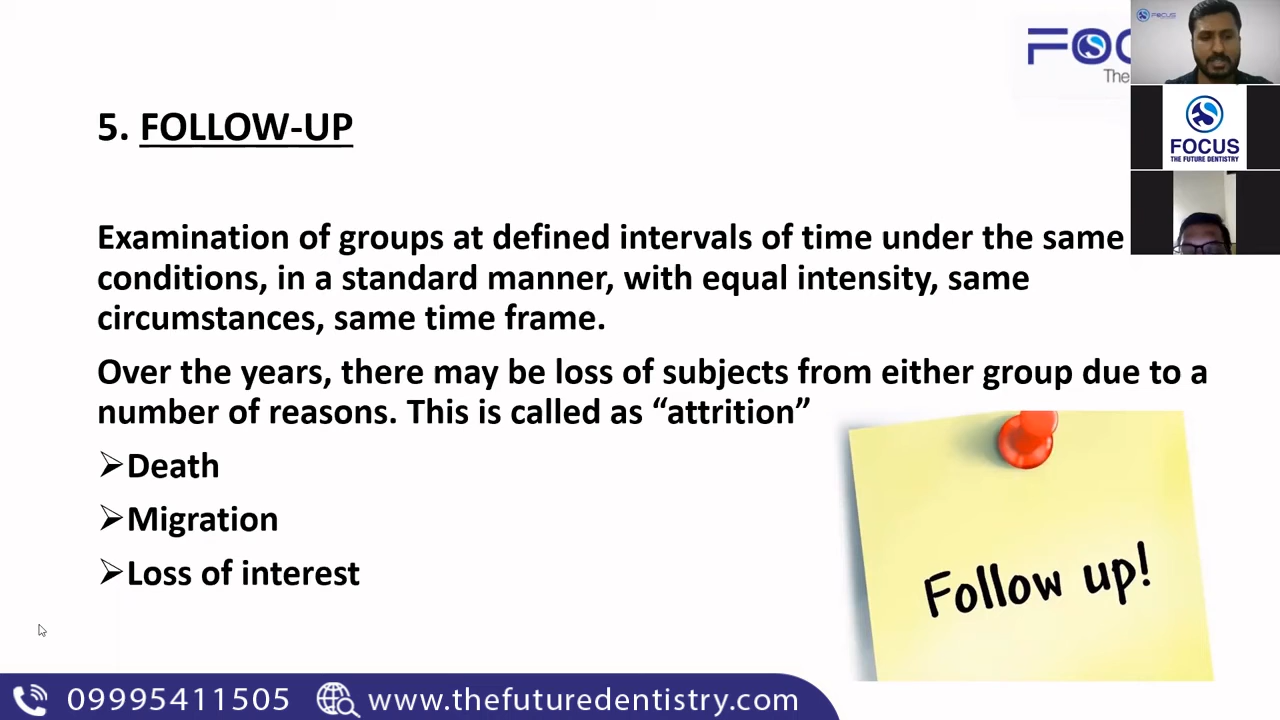 FOCUS
FOC
The
5. FOLLOW-UP
FOCUS
THE FUTURE DENTISTRY
Examination of groups at defined intervals of time under the same
conditions, in a standard manner, with equal intensity, same
circumstances, same time frame.
Over the years, there may be loss of subjects from either group due to a
number of reasons. This is called as “attrition”
➢Death
➢Migration
➢Loss of interest
Follow up!
09995411505 www.thefuturedentistry.com